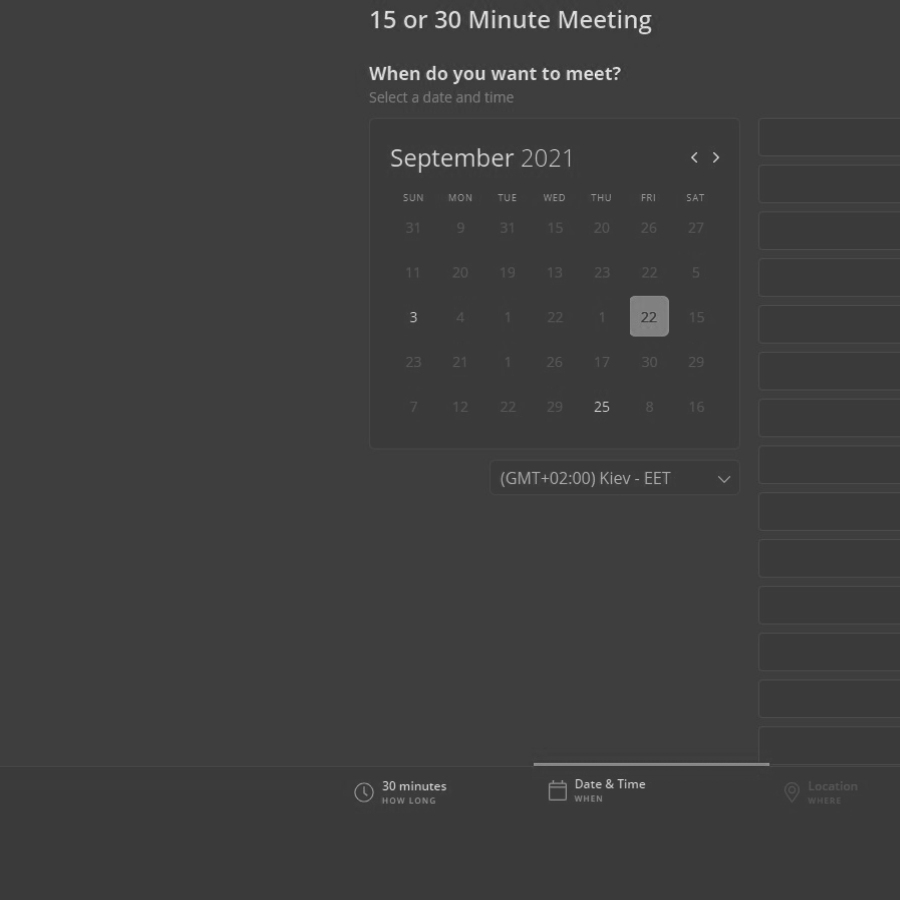 15 or 30 Minute Meeting
When do you want to meet?
Select a date and time
September 2021
SUN MON TUE WED THU FRI SAT
31 9 31 15 20 26 27
11 20 19 13 23 22 5
3 4 1 22 1 22 15
23 21 1 26 17 30 29
7 12 22 29 25 8 16
(GMT+02:00) Kiev - EET
30 minutes
HOW LONG
Date & Time
WHEN
Location
WHERE